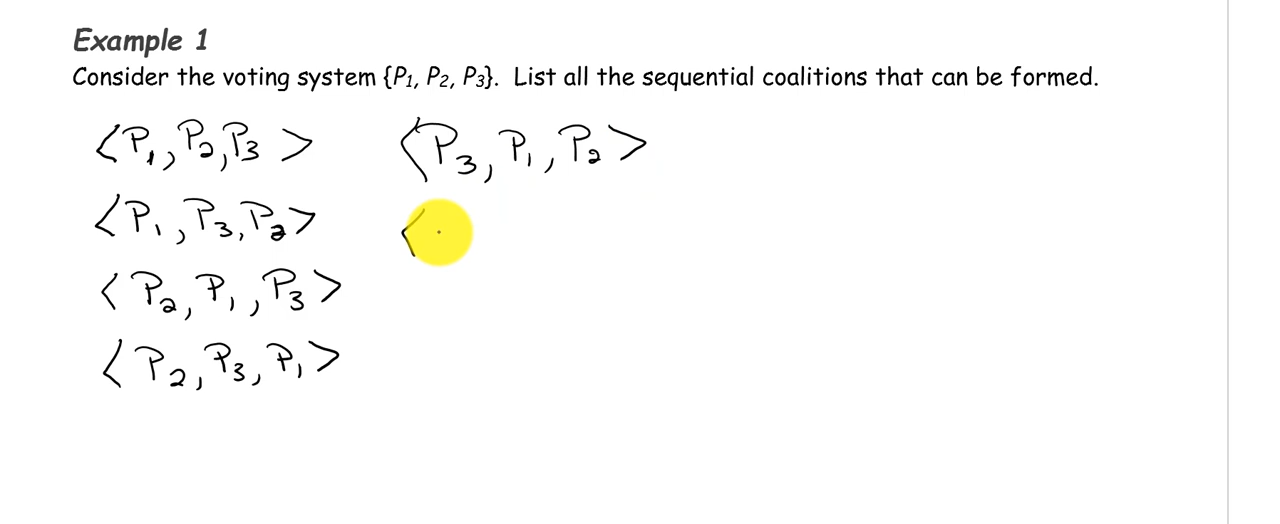 Example 1
Consider the voting system {P₁, P₂, P₃}. List all the sequential coalitions that can be formed.
<P₁, P₂, P₃>
<P₁, P₃, P₂>
<P₂, P₁, P₃>
<P₂, P₃, P₁>
<P₃, P₁, P₂>
<